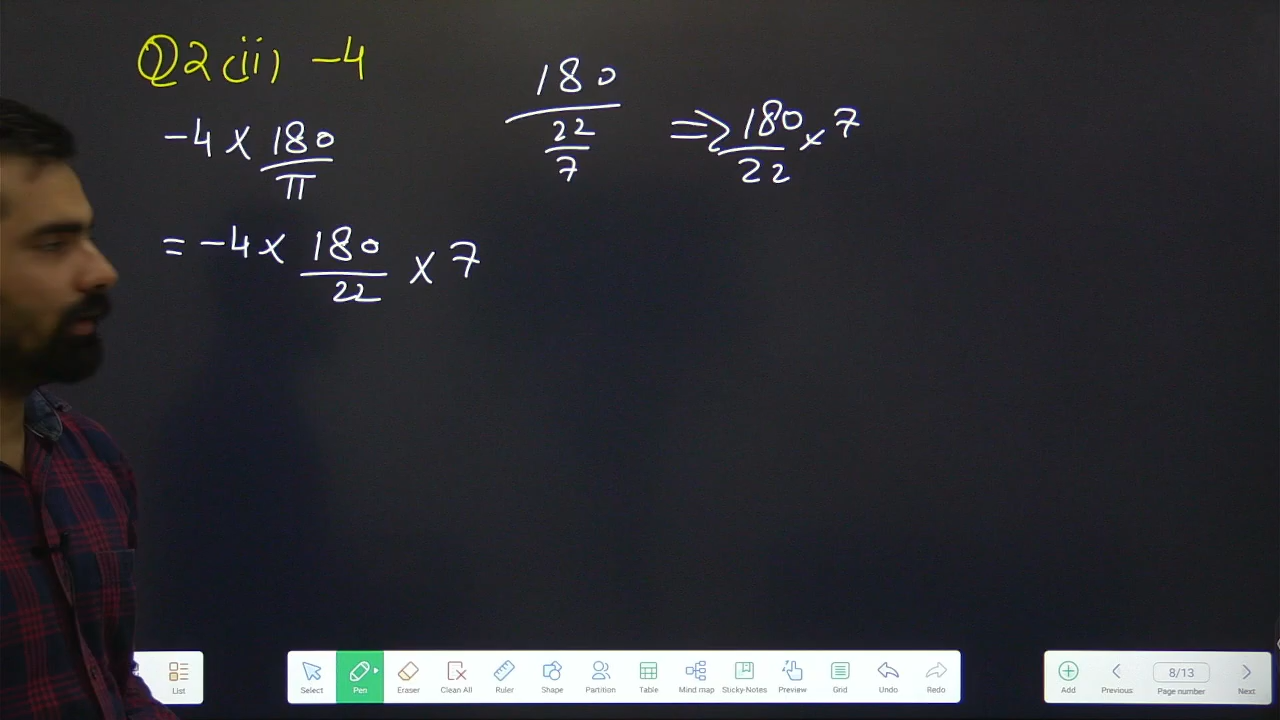 Q2(ii) -4
-4 × 180/π
= -4 × 180/22 × 7
180/(22/7) ⇒ 180/22 × 7
List
Select Pen Eraser Clean All Ruler Shape Partition Table Mind map Sticky-Notes Preview Grid Undo Redo
Add Previous 8/13 Page number Next